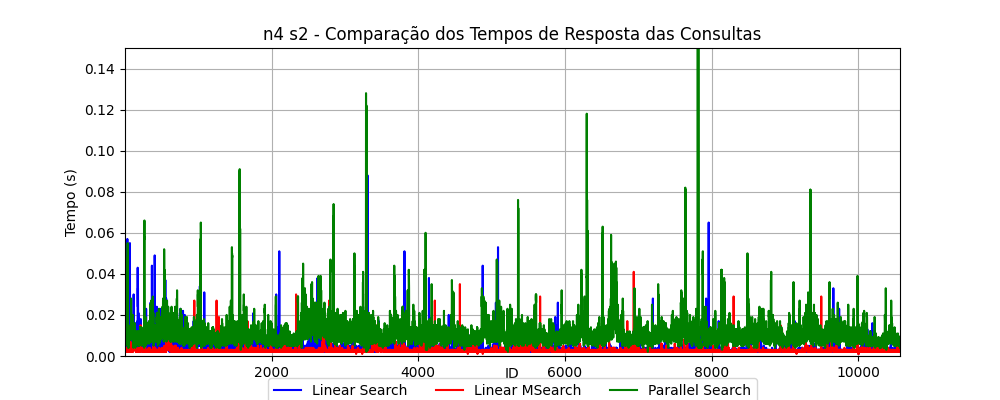 n4 s2 - Comparação dos Tempos de Resposta das Consultas
Tempo (s)
0.14
0.12
0.10
0.08
0.06
0.04
0.02
0.00
2000 4000 6000 8000 10000
ID
Linear Search Linear MSearch Parallel Search